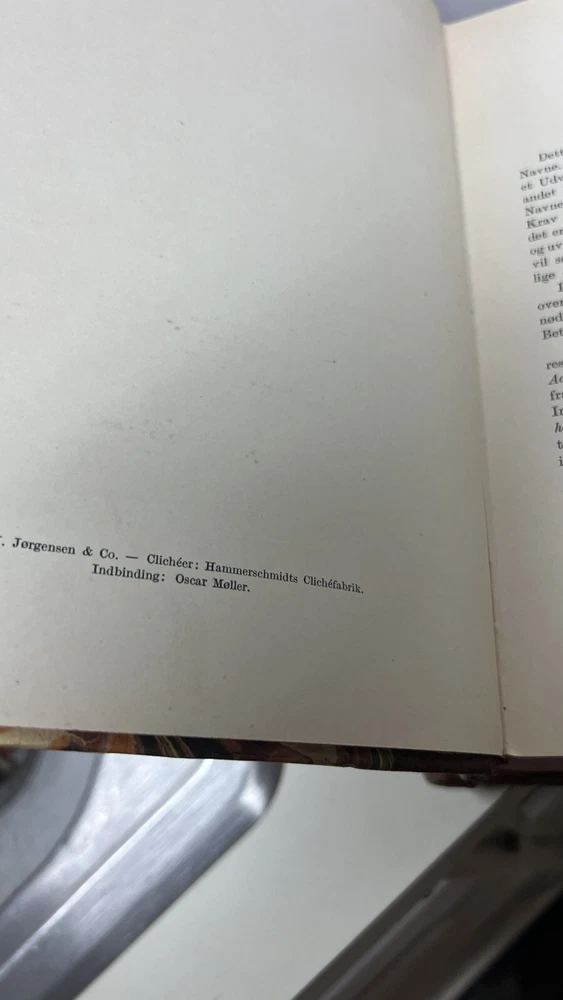 . Jørgensen & Co. — Clichéer: Hammerschmidts Clichéfabrik.
Indbinding: Oscar Møller.
Dett
Navne.
et Udv
andet
Navne
Krav
det er
og uv
vil s
lige
over
nød
Bet
res
fr
h
t
i